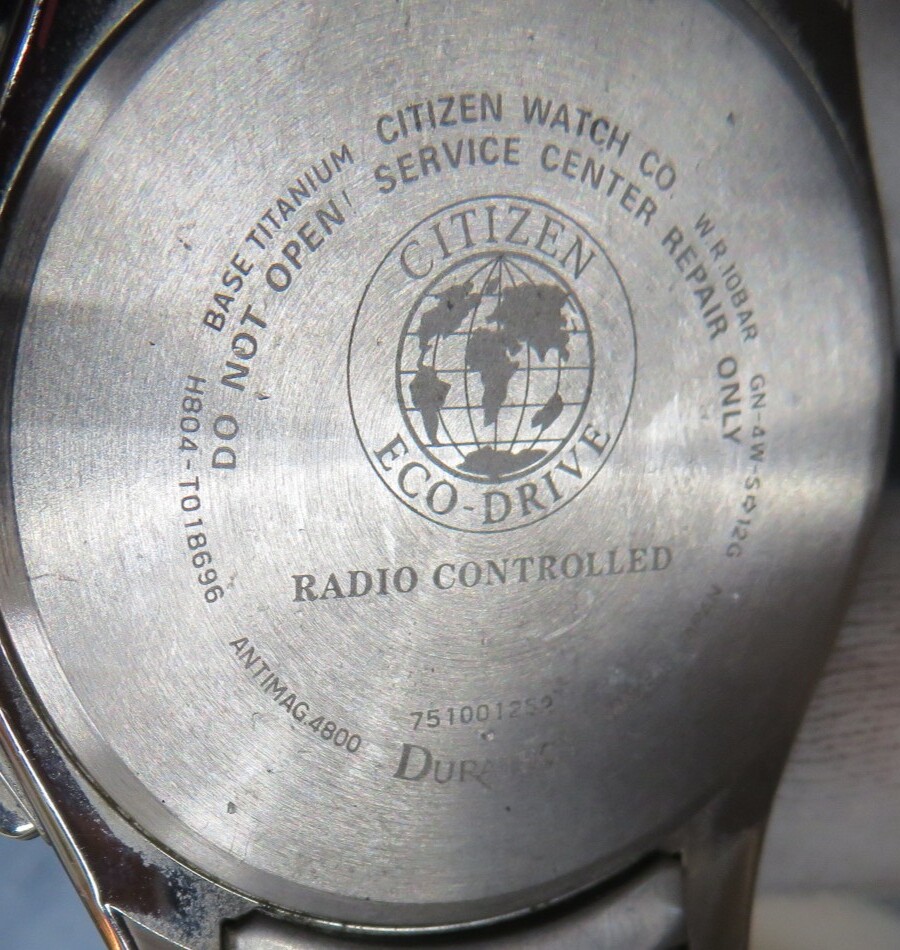 BASE TITANIUM CITIZEN WATCH CO. W.R.10BAR GN-4W-S⇨12G
DO NOT OPEN! SERVICE CENTER REPAIR ONLY
CITIZEN
ECO-DRIVE
RADIO CONTROLLED
H804-T018696
ANTIMAG.4800